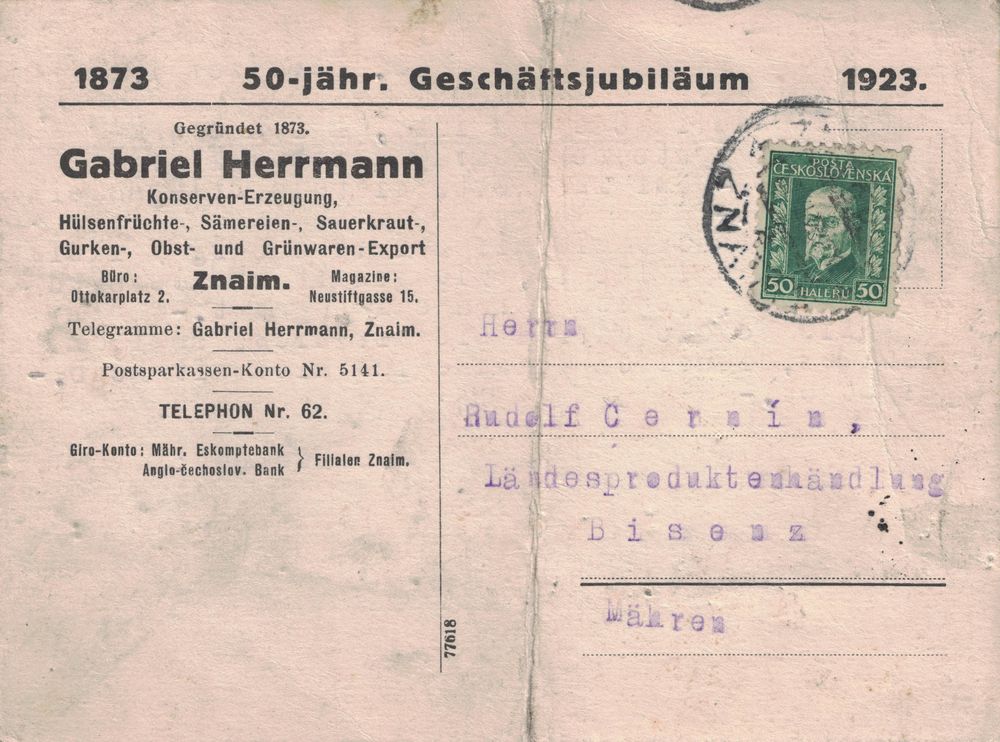 1873 50-jähr. Geschäftsjubiläum 1923.
Gegründet 1873.
Gabriel Herrmann
Konserven-Erzeugung,
Hülsenfrüchte-, Sämereien-, Sauerkraut-,
Gurken-, Obst- und Grünwaren-Export
Büro: Znaim. Magazine:
Ottokarplatz 2. Neustiftgasse 15.
Telegramme: Gabriel Herrmann, Znaim.
Postsparkassen-Konto Nr. 5141.
TELEPHON Nr. 62.
Giro-Konto: Mähr. Eskomptebank
Anglo-čechoslov. Bank } Filialen Znaim.
77618
POSTA
ČESKOSLOVENSKÁ
50 HALERU 50
Herrn
Rudolf Cernín,
Ländesproduktenhändlung
Bisenz
Mähren